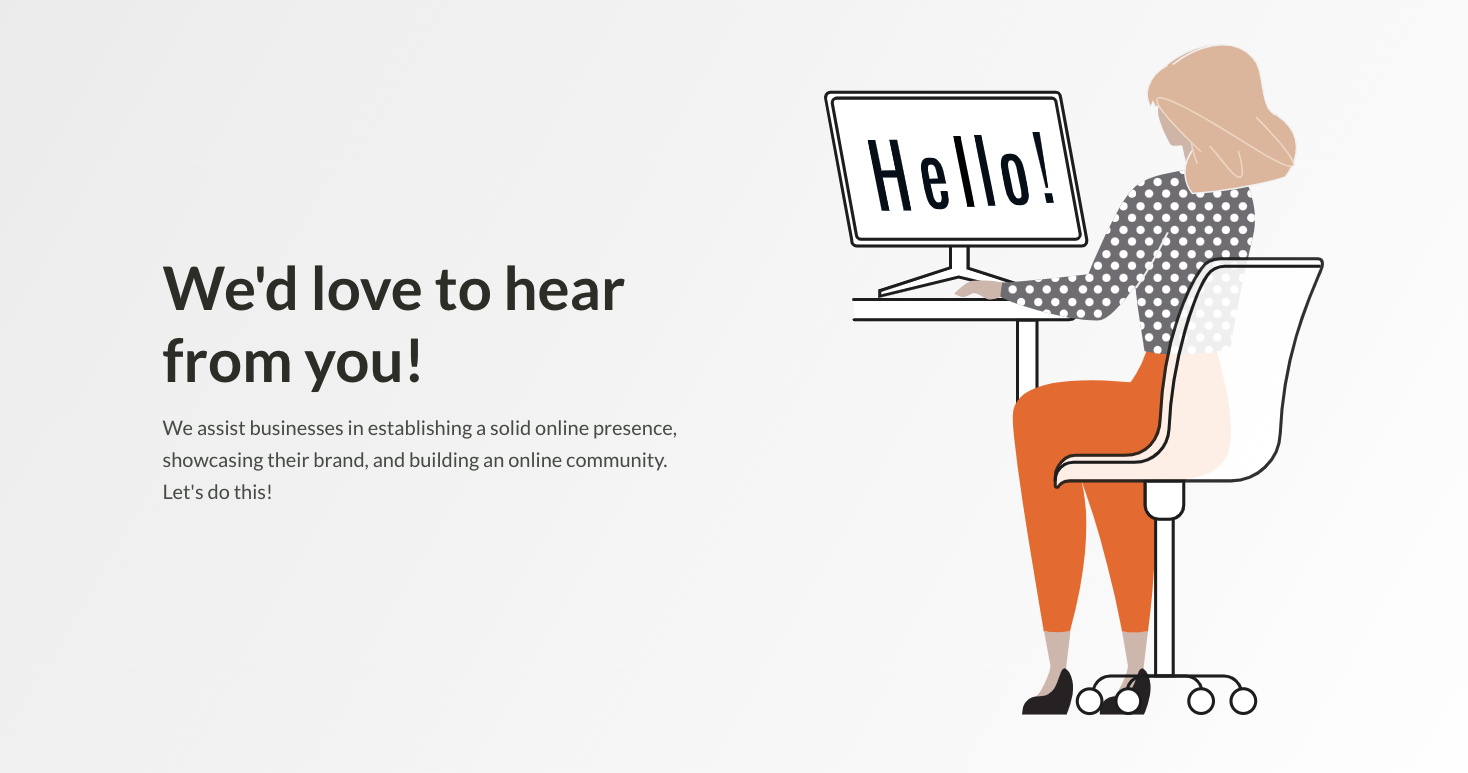 We'd love to hear
from you!
We assist businesses in establishing a solid online presence,
showcasing their brand, and building an online community.
Let's do this!
Hello!